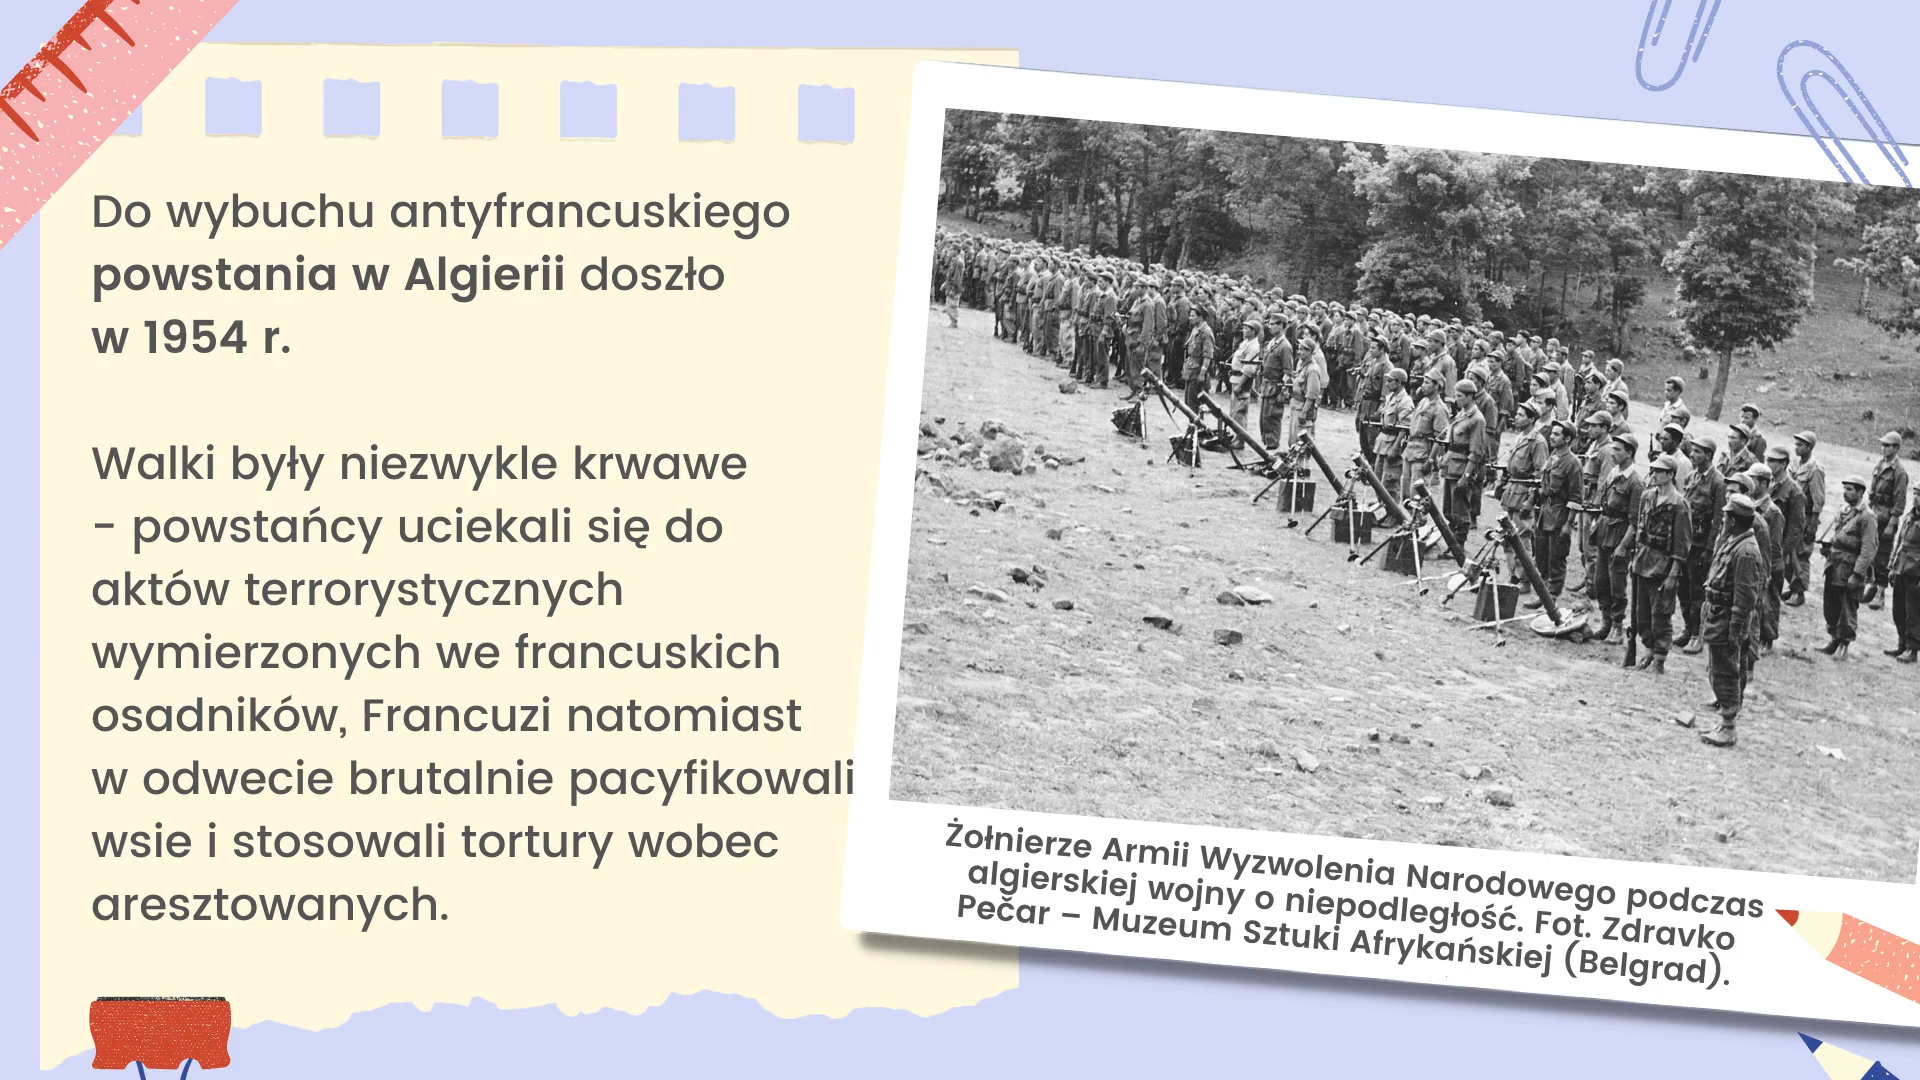 Do wybuchu antyfrancuskiego
powstania w Algierii doszło
w 1954 r.
Walki były niezwykle krwawe
- powstańcy uciekali się do
aktów terrorystycznych
wymierzonych we francuskich
osadników, Francuzi natomiast
w odwecie brutalnie pacyfikowali
wsie i stosowali tortury wobec
aresztowanych.
Żołnierze Armii Wyzwolenia Narodowego podczas
algierskiej wojny o niepodległość. Fot. Zdravko
Pečar – Muzeum Sztuki Afrykańskiej (Belgrad).